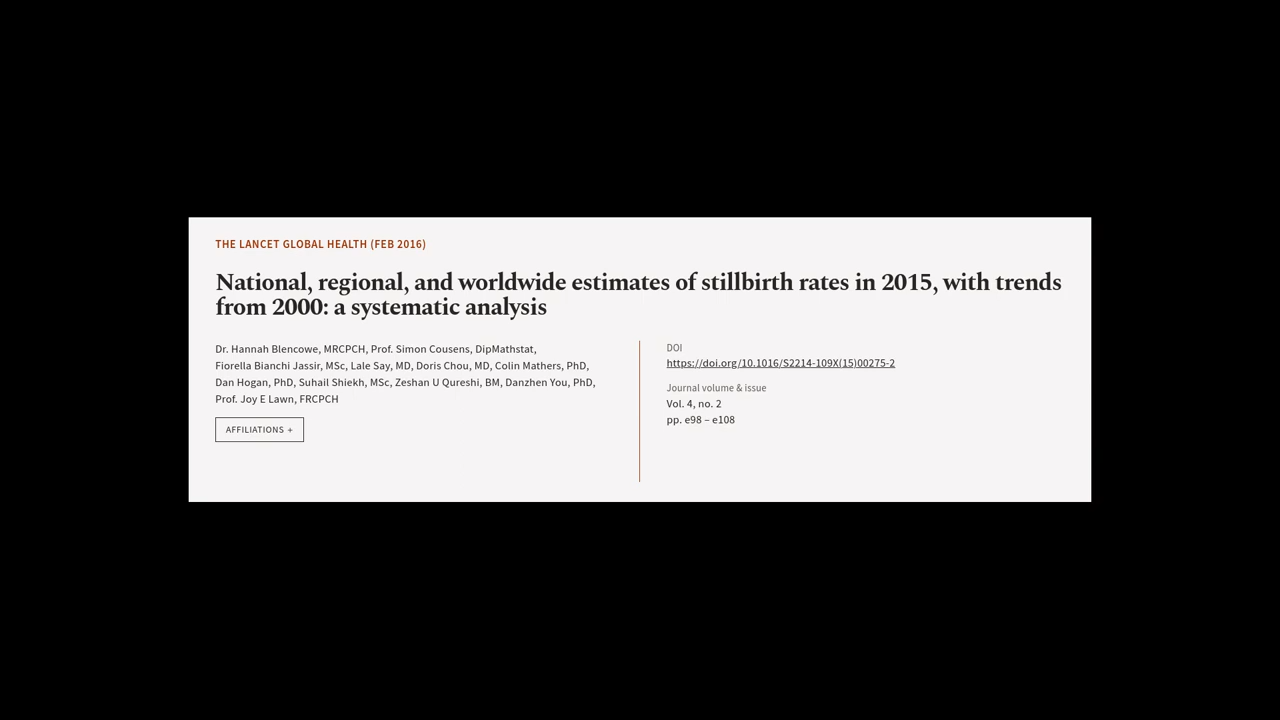 THE LANCET GLOBAL HEALTH (FEB 2016)
National, regional, and worldwide estimates of stillbirth rates in 2015, with trends
from 2000: a systematic analysis
Dr. Hannah Blencowe, MRCPCH, Prof. Simon Cousens, DipMathstat,
Fiorella Bianchi Jassir, MSc, Lale Say, MD, Doris Chou, MD, Colin Mathers, PhD,
Dan Hogan, PhD, Suhail Shiekh, MSc, Zeshan U Qureshi, BM, Danzhen You, PhD,
Prof. Joy E Lawn, FRCPCH
AFFILIATIONS +
DOI
https://doi.org/10.1016/S2214-109X(15)00275-2
Journal volume & issue
Vol. 4, no. 2
pp. e98 – e108